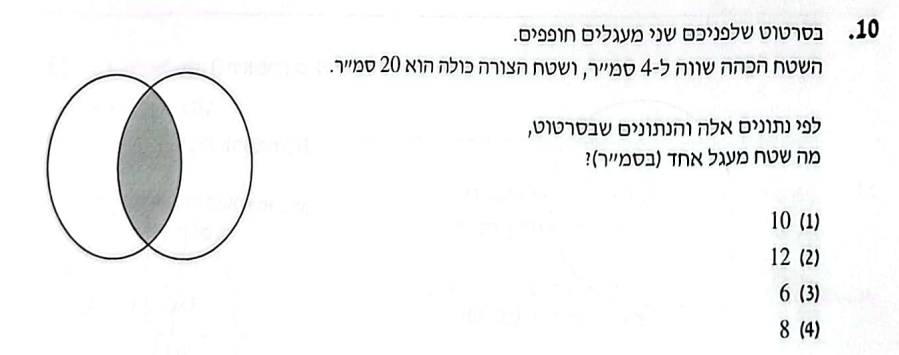 10. בסרטוט שלפניכם שני מעגלים חופפים.
השטח הכהה שווה ל-4 סמ״ר, ושטח הצורה כולה הוא 20 סמ״ר.
לפי נתונים אלה והנתונים שבסרטוט,
מה שטח מעגל אחד (בסמ״ר)?
(1) 10
(2) 12
(3) 6
(4) 8